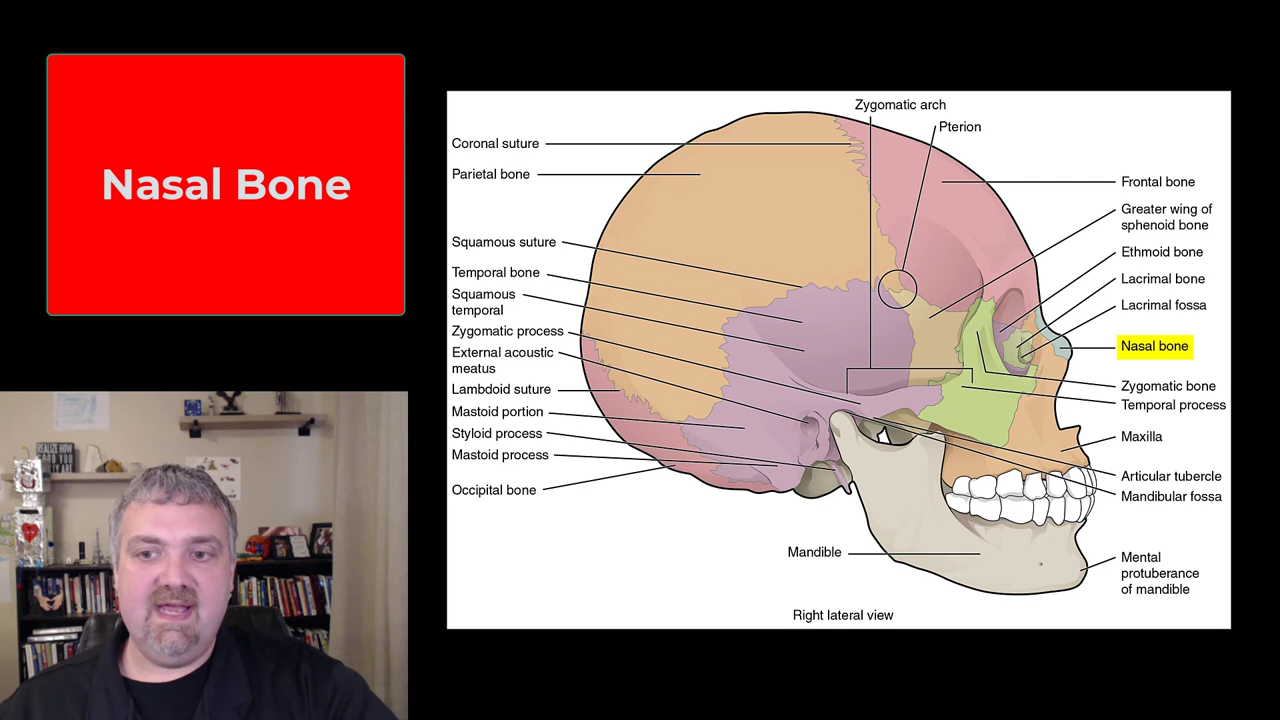 Nasal Bone
Zygomatic arch
Pterion
Coronal suture
Parietal bone
Squamous suture
Temporal bone
Squamous
temporal
Zygomatic process
External acoustic
meatus
Lambdoid suture
Mastoid portion
Styloid process
Mastoid process
Occipital bone
Frontal bone
Greater wing of
sphenoid bone
Ethmoid bone
Lacrimal bone
Lacrimal fossa
Nasal bone
Zygomatic bone
Temporal process
Maxilla
Articular tubercle
Mandibular fossa
Mandible
Mental
protuberance
of mandible
Right lateral view
REALIZE HOW